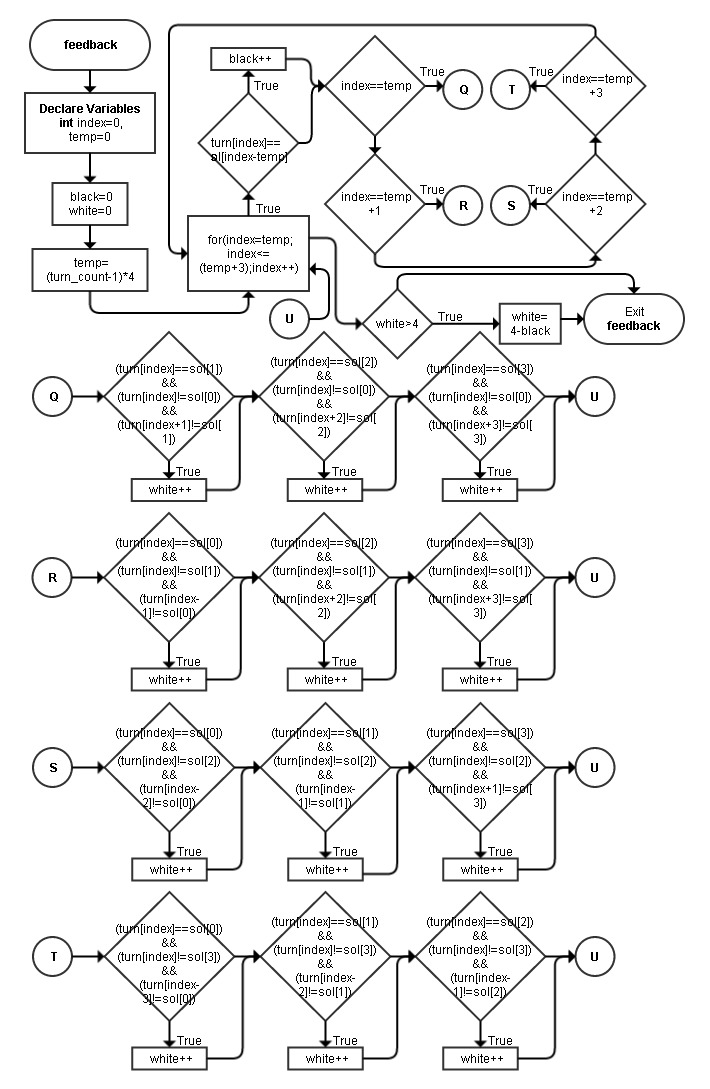 feedback
Declare Variables
int index=0,
temp=0
black=0
white=0
temp=
(turn_count-1)*4
black++
True
turn[index]==
al[index-temp]
True
for(index=temp;
index<=
(temp+3);index++)
U
index==temp
True
Q
T
True
index==temp
+3
index==temp
+1
True
R
S
True
index==temp
+2
white>4
True
white=
4-black
Exit
feedback
Q
(turn[index]==sol[1])
&&
(turn[index]!=sol[0])
&&
(turn[index+1]!=sol[
1])
True
white++
(turn[index]==sol[2])
&&
(turn[index]!=sol[0])
&&
(turn[index+2]!=sol[
2])
True
white++
(turn[index]==sol[3])
&&
(turn[index]!=sol[0])
&&
(turn[index+3]!=sol[
3])
True
white++
U
R
(turn[index]==sol[0])
&&
(turn[index]!=sol[1])
&&
(turn[index-
1]!=sol[0])
True
white++
(turn[index]==sol[2])
&&
(turn[index]!=sol[1])
&&
(turn[index+2]!=sol[
2])
True
white++
(turn[index]==sol[3])
&&
(turn[index]!=sol[1])
&&
(turn[index+3]!=sol[
3])
True
white++
U
S
(turn[index]==sol[0])
&&
(turn[index]!=sol[2])
&&
(turn[index-
2]!=sol[0])
True
white++
(turn[index]==sol[1])
&&
(turn[index]!=sol[2])
&&
(turn[index-
1]!=sol[1])
True
white++
(turn[index]==sol[3])
&&
(turn[index]!=sol[2])
&&
(turn[index+1]!=sol[
3])
True
white++
U
T
(turn[index]==sol[0])
&&
(turn[index]!=sol[3])
&&
(turn[index-
3]!=sol[0])
True
white++
(turn[index]==sol[1])
&&
(turn[index]!=sol[3])
&&
(turn[index-
2]!=sol[1])
True
white++
(turn[index]==sol[2])
&&
(turn[index]!=sol[3])
&&
(turn[index-
1]!=sol[2])
True
white++
U